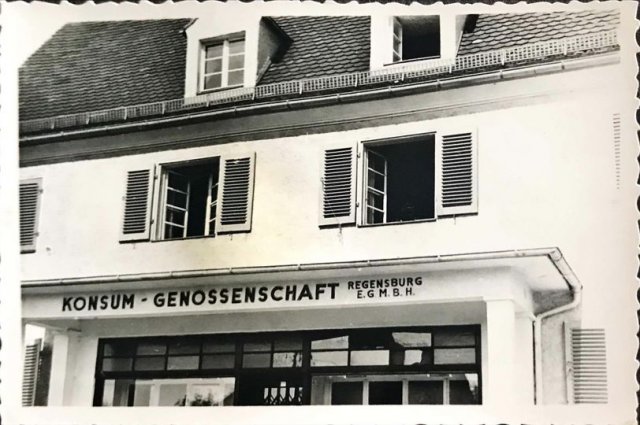 KONSUM - GENOSSENSCHAFT REGENSBURG
E.G M.B.H.